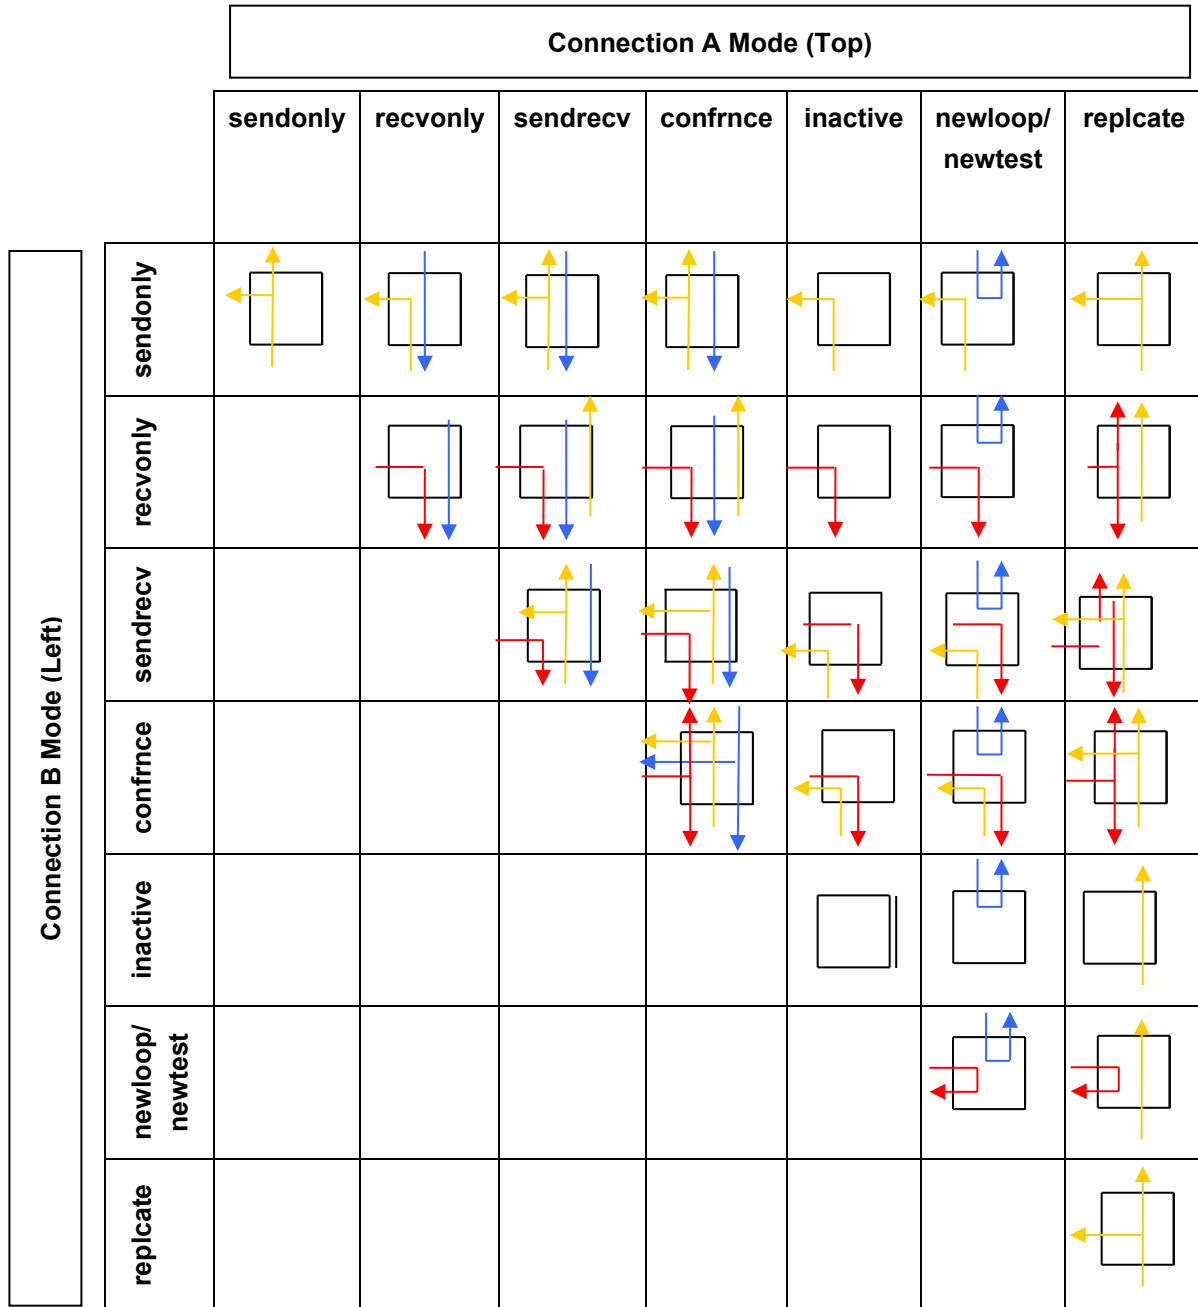 Connection A Mode (Top)
sendonly
recvonly
sendrecv
confrnce
inactive
newloop/
newtest
replcate
Connection B Mode (Left)
sendonly
recvonly
sendrecv
confrnce
inactive
newloop/
newtest
replcate